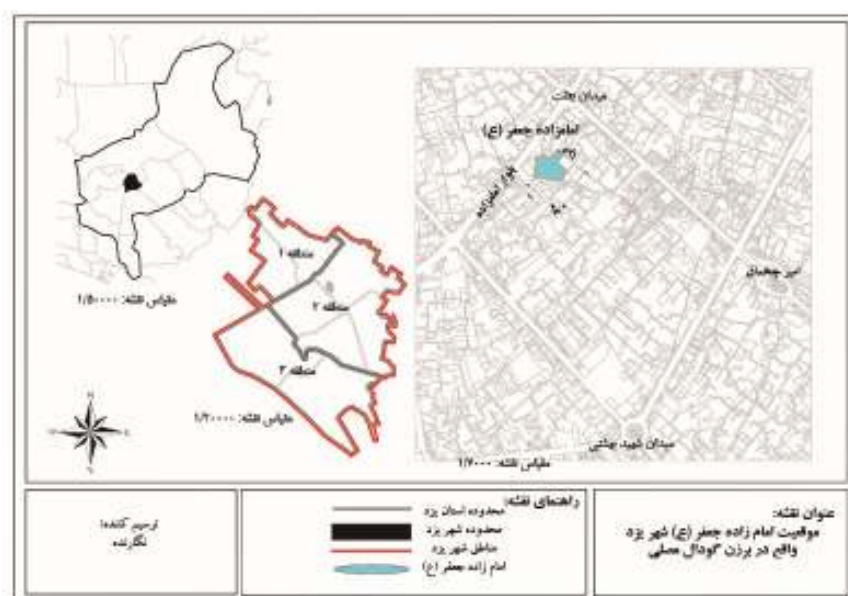 میدان بعثت
امامزاده جعفر (ع)
بلوار امامزاده
امیر چخماق
میدان شهید بهشتی
مقیاس نقشه: ۱/۷۰۰۰
مقیاس نقشه: ۱/۵۰۰۰۰
منطقه ۱
منطقه ۲
منطقه ۳
مقیاس نقشه: ۱/۲۰۰۰۰
N
راهنمای نقشه:
محدوده استان یزد
محدوده شهر یزد
مناطق شهر یزد
امام زاده جعفر (ع)
عنوان نقشه:
موقعیت امام زاده جعفر (ع) شهر یزد
واقع در برزن گودال مصلی
ترسیم کننده:
نگارنده